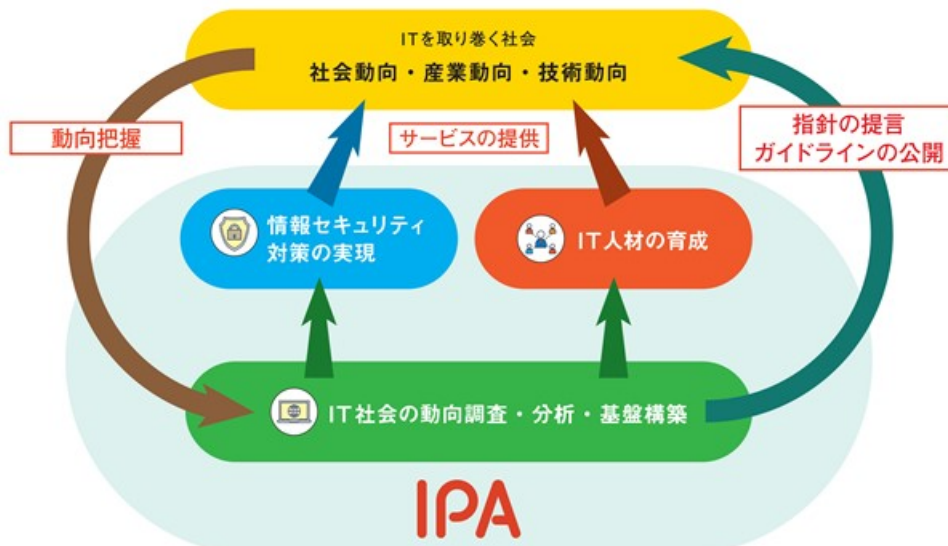 ITを取り巻く社会
社会動向・産業動向・技術動向
動向把握
サービスの提供
指針の提言
ガイドラインの公開
情報セキュリティ
対策の実現
IT人材の育成
IT社会の動向調査・分析・基盤構築
IPA